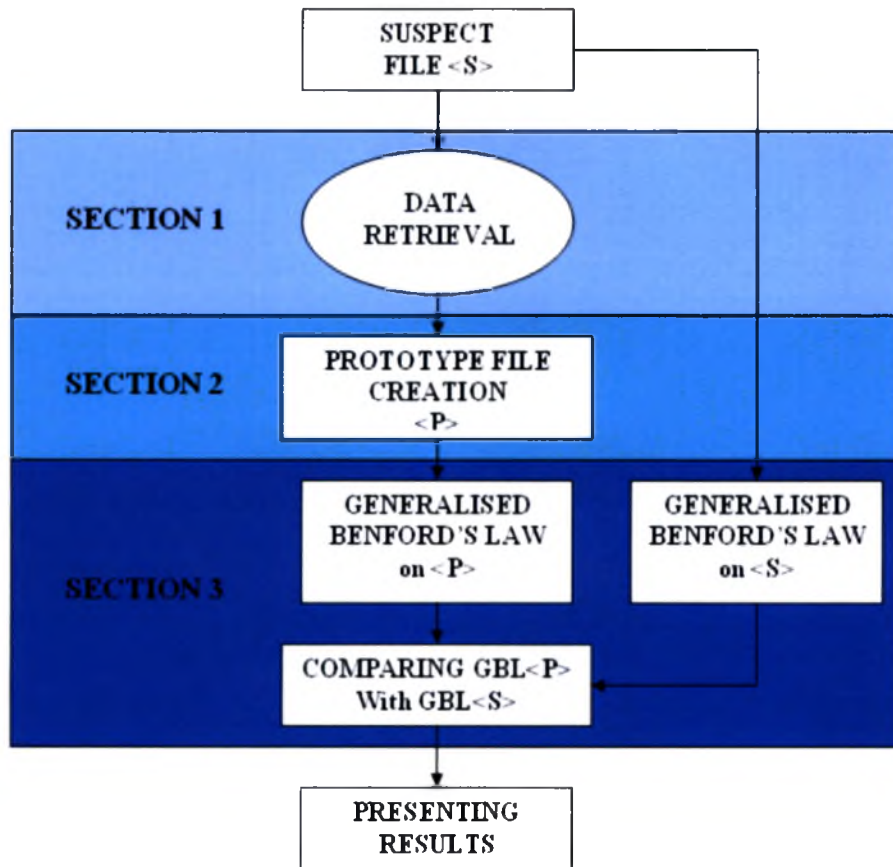 SUSPECT
FILE <S>
SECTION 1
DATA
RETRIEVAL
SECTION 2
PROTOTYPE FILE
CREATION
<P>
SECTION 3
GENERALISED
BENFORD'S LAW
on <P>
GENERALISED
BENFORD'S LAW
on <S>
COMPARING GBL<P>
With GBL<S>
PRESENTING
RESULTS